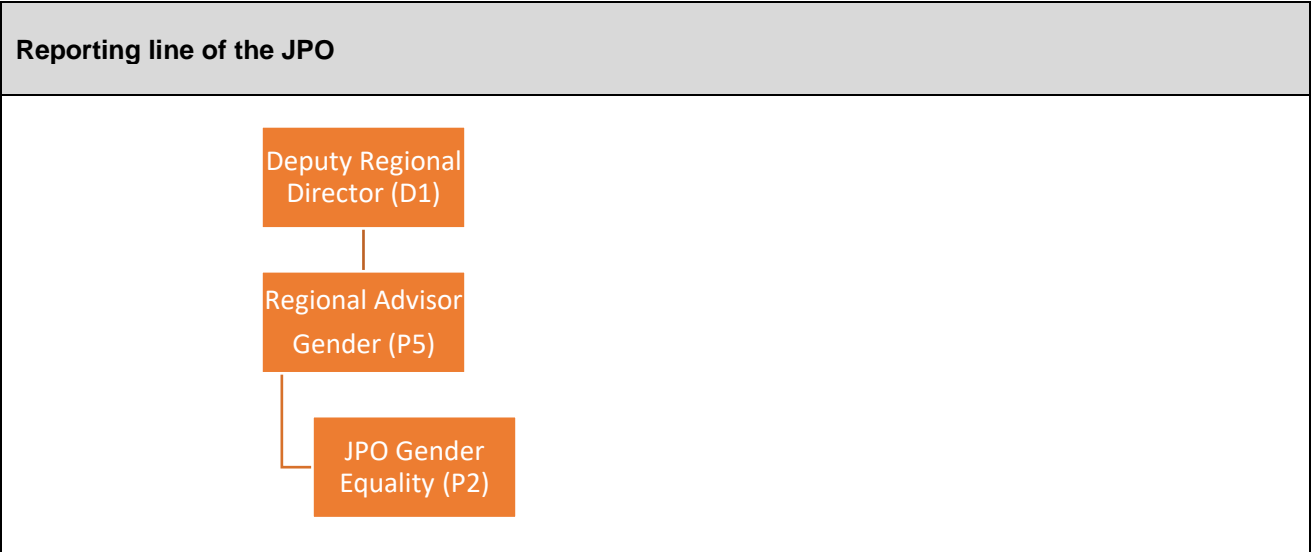 Reporting line of the JPO
Deputy Regional
Director (D1)
Regional Advisor
Gender (P5)
JPO Gender
Equality (P2)